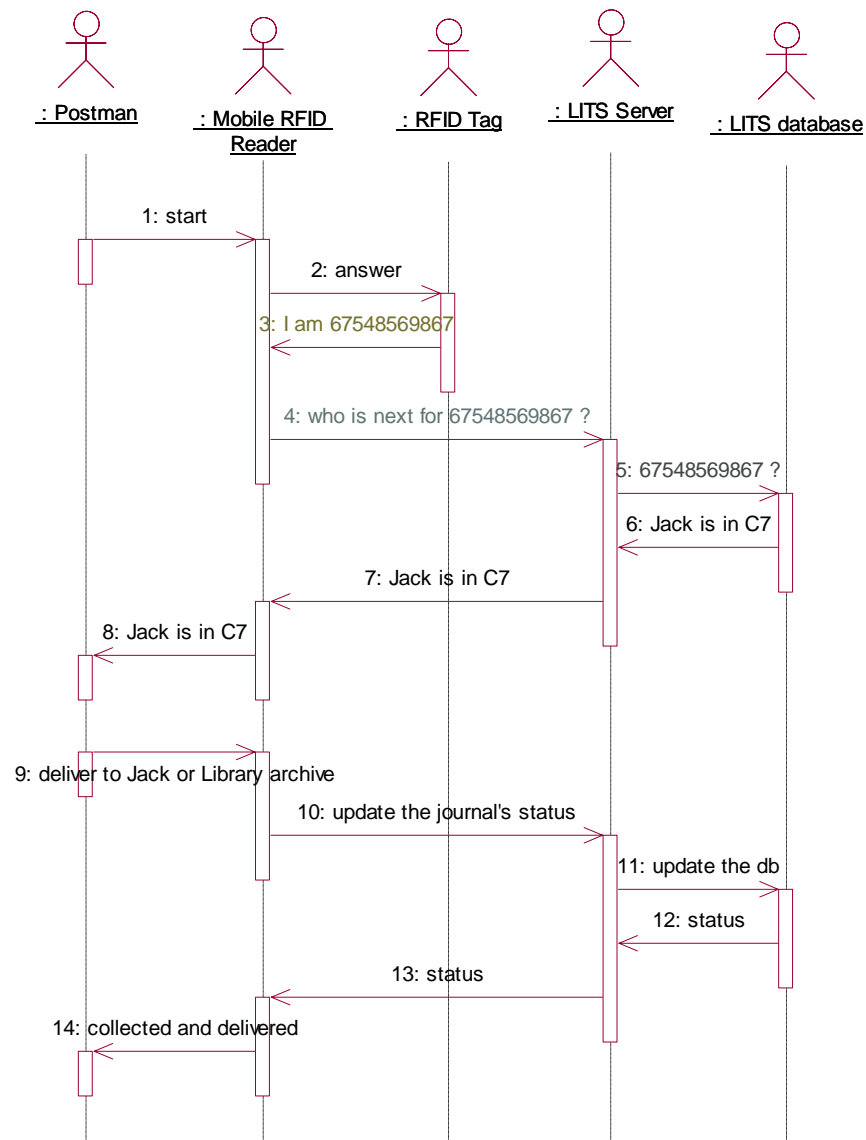 : Postman
: Mobile RFID
Reader
: RFID Tag
: LITS Server
: LITS database
1: start
2: answer
3: I am 67548569867
4: who is next for 67548569867 ?
5: 67548569867 ?
6: Jack is in C7
7: Jack is in C7
8: Jack is in C7
9: deliver to Jack or Library archive
10: update the journal's status
11: update the db
12: status
13: status
14: collected and delivered